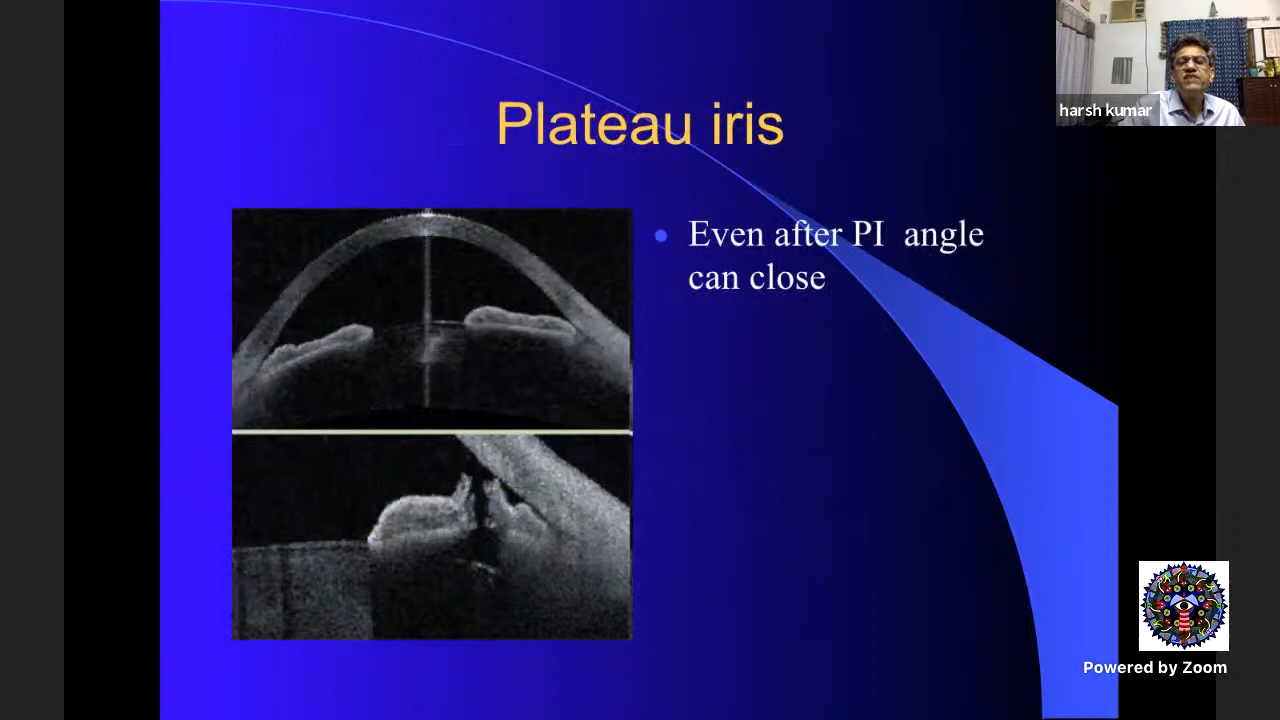 Plateau iris
harsh kumar
Even after PI angle
can close
Powered by Zoom